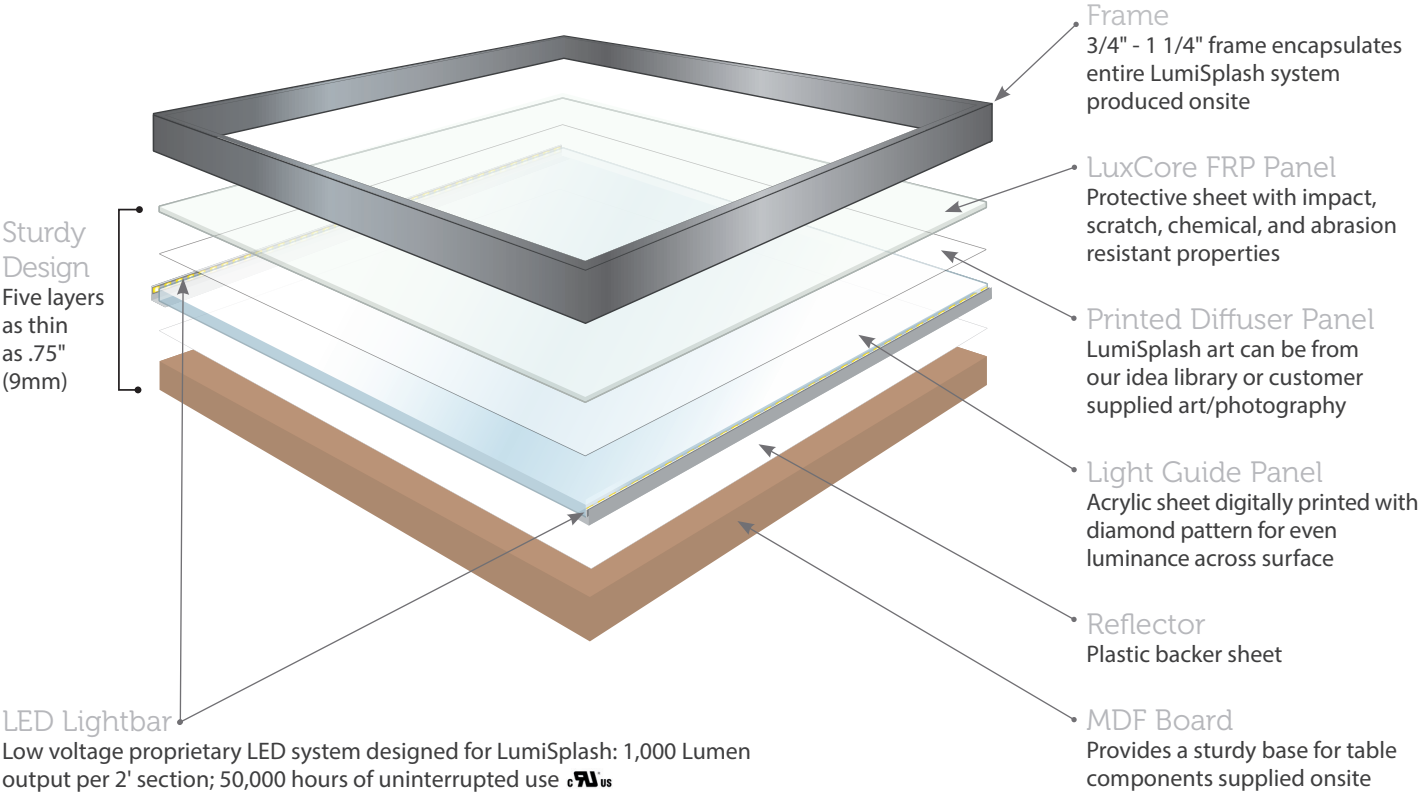 Frame
3/4" - 1 1/4" frame encapsulates
entire LumiSplash system
produced onsite
LuxCore FRP Panel
Protective sheet with impact,
scratch, chemical, and abrasion
resistant properties
Sturdy
Design
Five layers
as thin
as .75"
(9mm)
Printed Diffuser Panel
LumiSplash art can be from
our idea library or customer
supplied art/photography
Light Guide Panel
Acrylic sheet digitally printed with
diamond pattern for even
luminance across surface
Reflector
Plastic backer sheet
LED Lightbar
Low voltage proprietary LED system designed for LumiSplash: 1,000 Lumen
output per 2' section; 50,000 hours of uninterrupted use c RU us
MDF Board
Provides a sturdy base for table
components supplied onsite